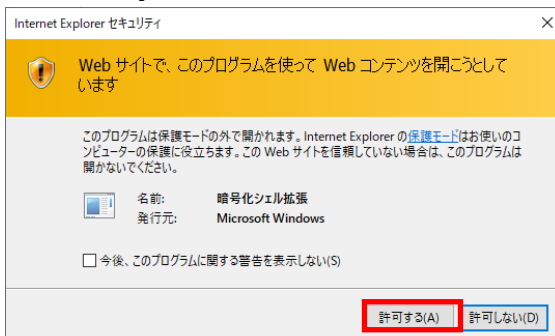 Internet Explorer セキュリティ
Web サイトで、このプログラムを使って Web コンテンツを開こうとして
います
このプログラムは保護モードの外で開かれます。Internet Explorer の保護モードはお使いのコ
ンピューターの保護に役立ちます。この Web サイトを信頼していない場合は、このプログラムは
開かないでください。
名前: 暗号化シェル拡張
発行元: Microsoft Windows
今後、このプログラムに関する警告を表示しない(S)
許可する(A) 許可しない(D)